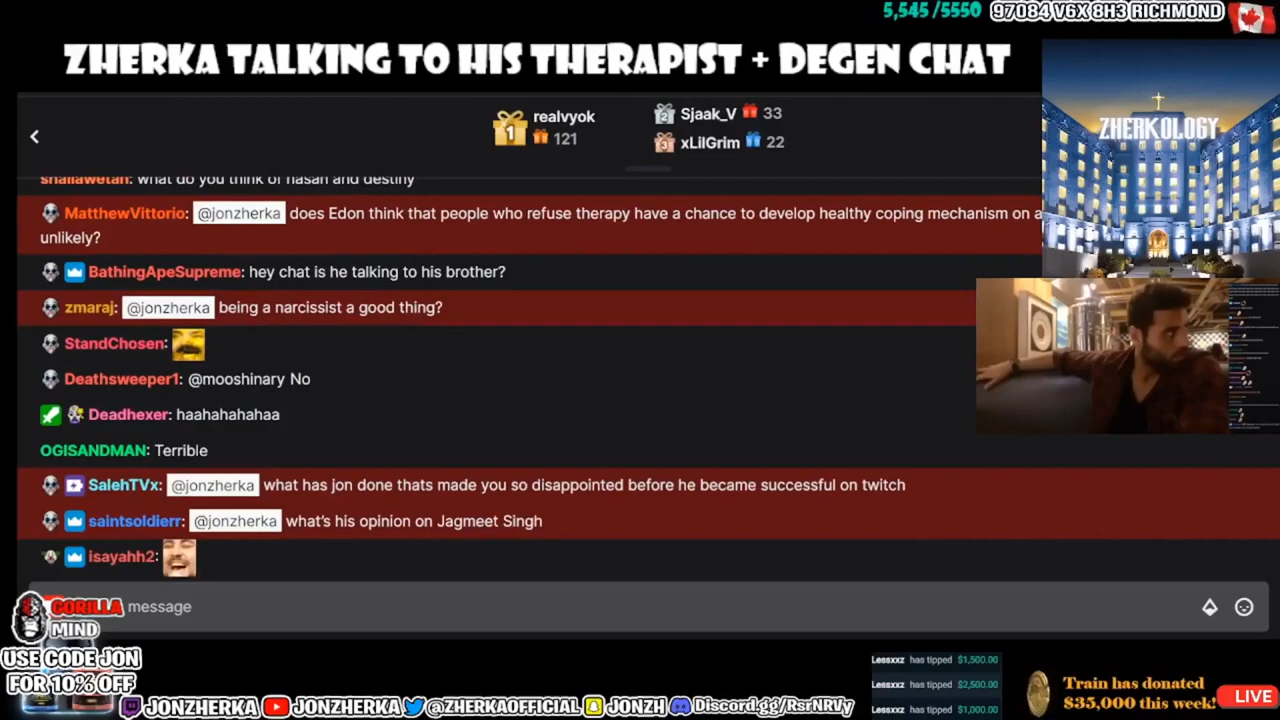 5,545 /5550
97084 V6X 8H3 RICHMOND
ZHERKA TALKING TO HIS THERAPIST + DEGEN CHAT
ZHERKOLOGY
1 realvyok
121
2 Sjaak_V 33
3 xLilGrim 22
what do you think of hasan and destiny
MatthewVittorio: @jonzherka does Edon think that people who refuse therapy have a chance to develop healthy coping mechanism on a
unlikely?
BathingApeSupreme: hey chat is he talking to his brother?
zmaraj: @jonzherka being a narcissist a good thing?
StandChosen:
Deathsweeper1: @mooshinary No
Deadhexer: haahahahahaa
OGISANDMAN: Terrible
SalehTVx: @jonzherka what has jon done thats made you so disappointed before he became successful on twitch
saintsoldierr: @jonzherka what's his opinion on Jagmeet Singh
isayahh2:
message
GORILLA
MIND
USE CODE JON
FOR 10% OFF
JONZHERKA JONZHERKA @ZHERKAOFFICIAL JONZH Discord.gg/RsrNRVy
Lessxxz has tipped $1,500.00
Lessxxz has tipped $2,500.00
Lessxxz has tipped $1,000.00
Train has donated
$35,000 this week!
LIVE